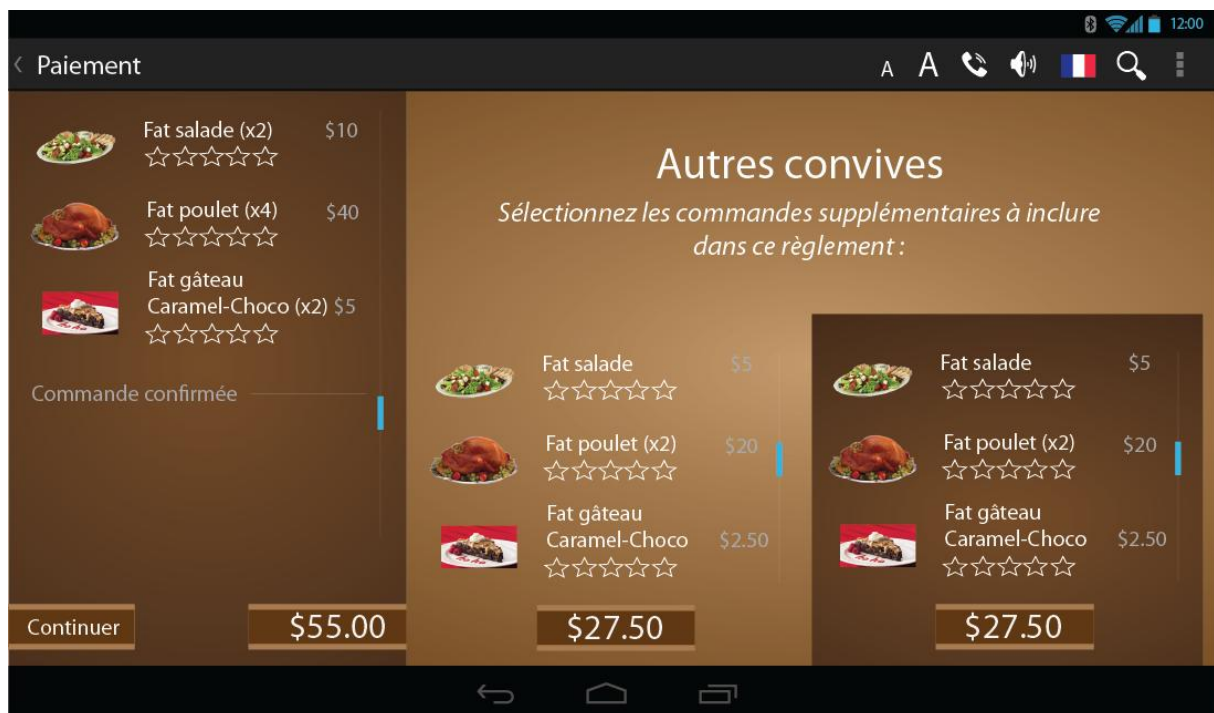 12:00
Paiement
A A
Fat salade (x2) $10
Fat poulet (x4) $40
Fat gâteau
Caramel-Choco (x2) $5
Commande confirmée
Continuer $55.00
Autres convives
Sélectionnez les commandes supplémentaires à inclure
dans ce règlement :
Fat salade $5
Fat poulet (x2) $20
Fat gâteau
Caramel-Choco $2.50
$27.50
Fat salade $5
Fat poulet (x2) $20
Fat gâteau
Caramel-Choco $2.50
$27.50